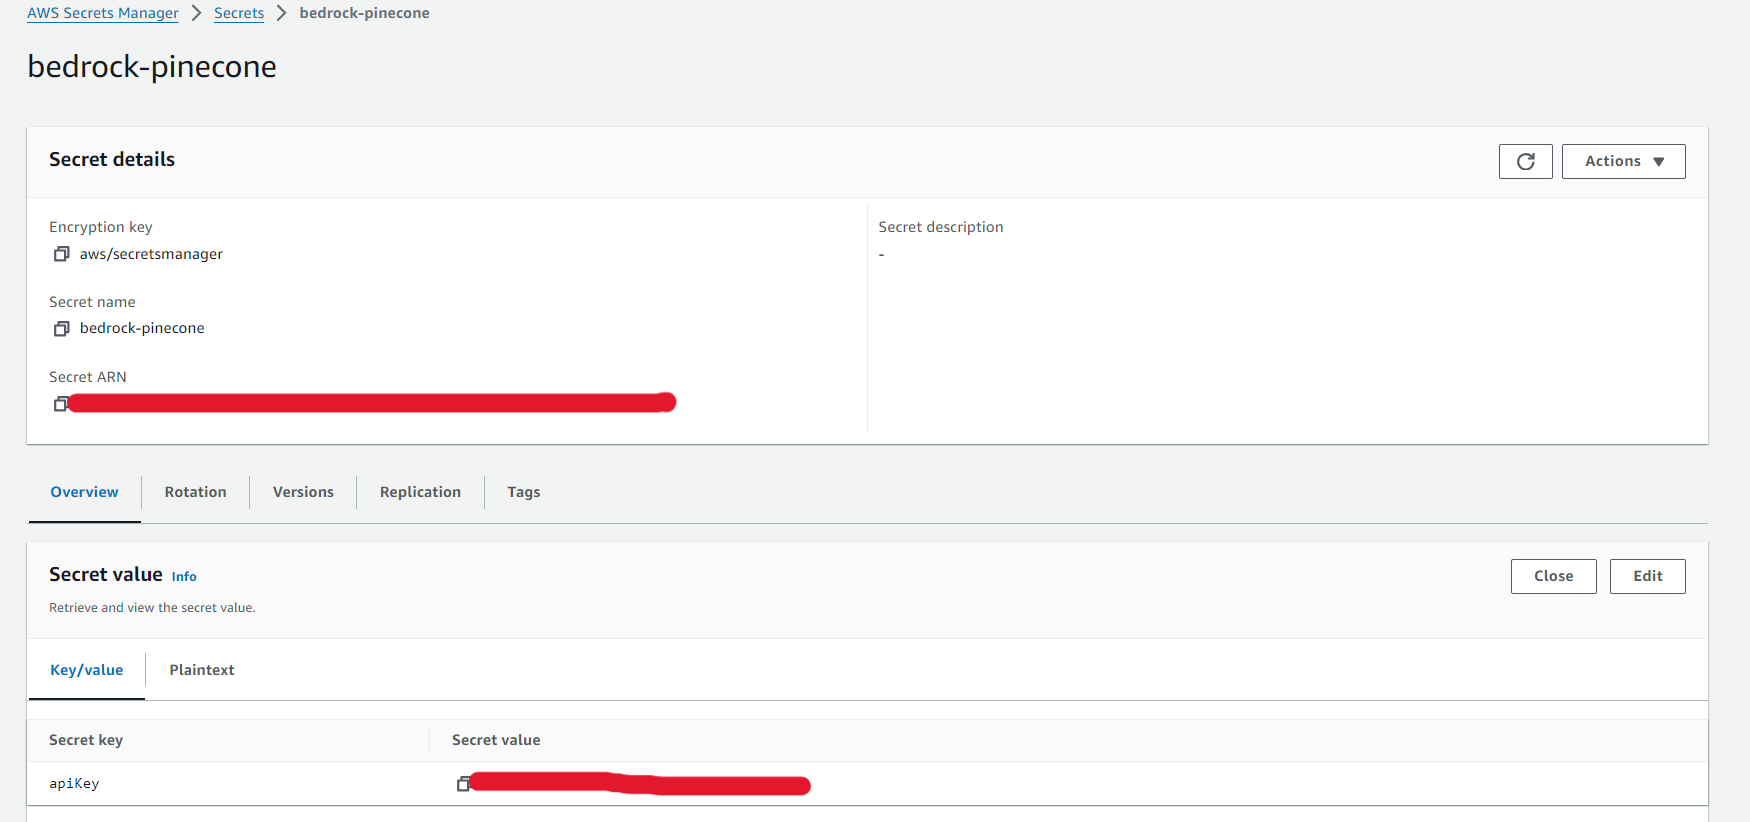 AWS Secrets Manager > Secrets > bedrock-pinecone
bedrock-pinecone
Secret details
Actions
Encryption key
aws/secretsmanager
Secret name
bedrock-pinecone
Secret ARN
Secret description
-
Overview
Rotation
Versions
Replication
Tags
Secret value Info
Retrieve and view the secret value.
Close
Edit
Key/value
Plaintext
Secret key
Secret value
apiKey